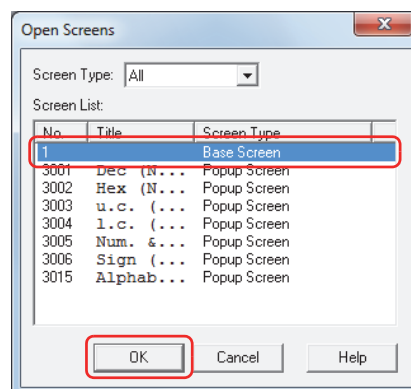 Open Screens
Screen Type: All
Screen List:
No. Title Screen Type
1 Base Screen
3001 Dec (N... Popup Screen
3002 Hex (N... Popup Screen
3003 u.c. (... Popup Screen
3004 l.c. (... Popup Screen
3005 Num. &... Popup Screen
3006 Sign (... Popup Screen
3015 Alphab... Popup Screen
OK Cancel Help